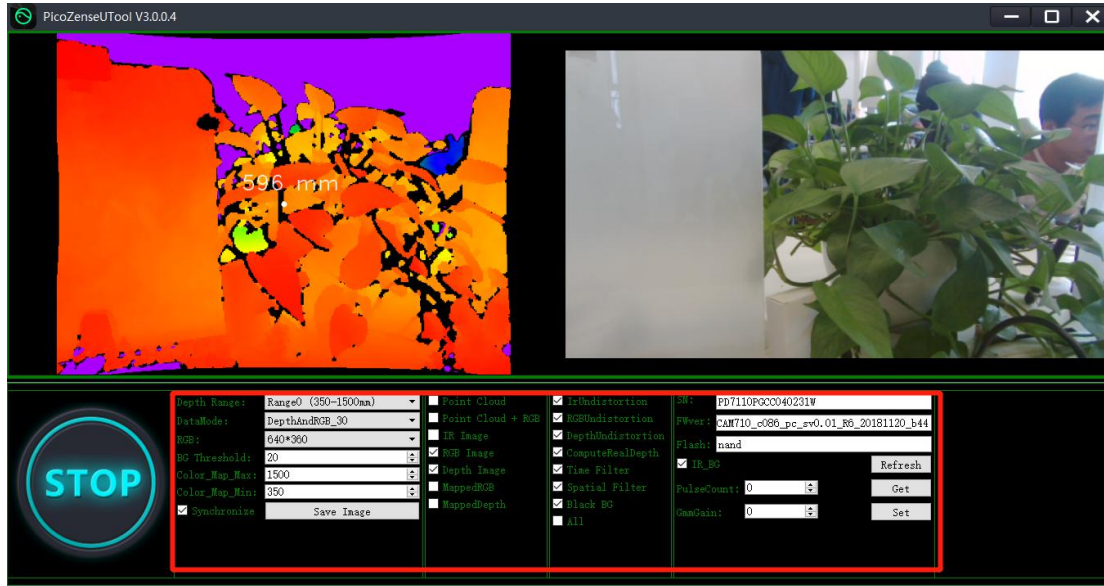 PicoZenseUTool V3.0.0.4
596 mm
STOP
Depth Range: Range0 (350-1500mm)
DataMode: DepthAndRGB_30
RGB: 640*360
BG Threshold: 20
Color_Map_Max: 1500
Color_Map_Min: 350
Synchronize Save Image
Point Cloud
Point Cloud + RGB
IR Image
RGB Image
Depth Image
MappedRGB
MappedDepth
IrUndistortion
RGBUndistortion
DepthUndistortion
ComputeRealDepth
Time Filter
Spatial Filter
Black BG
All
SN: PD7110PGCC040231W
FWver: CAM710_c086_pc_sv0.01_R6_20181120_b44
Flash: nand
IR_BG Refresh
PulseCount: 0 Get
GmmGain: 0 Set